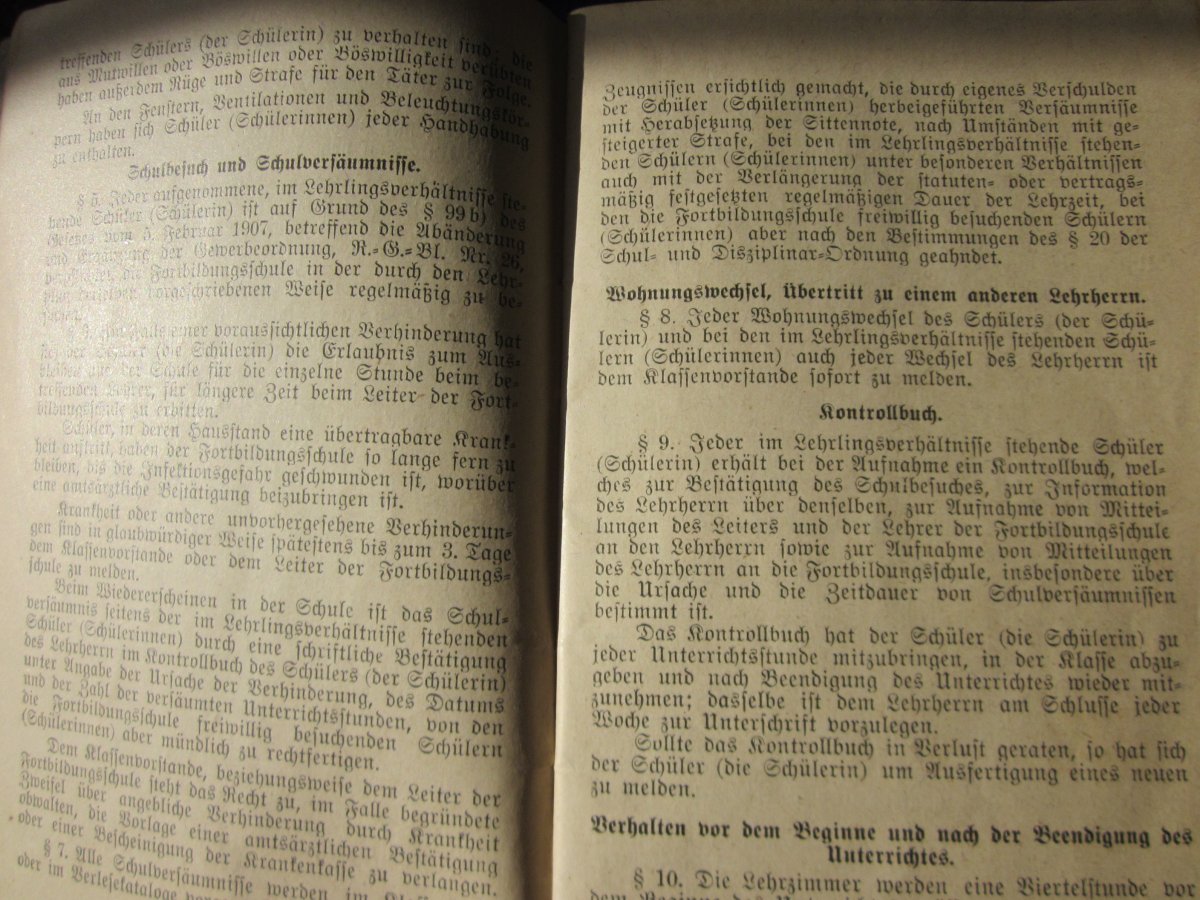 treffenden Schülers (der Schülerin) zu verhalten sind; die
aus Mutwillen oder Böswillen oder Böswilligkeit verübten
haben außerdem Rüge und Strafe für den Täter zur Folge.
An den Fenstern, Ventilationen und Beleuchtungskör-
pern haben sich Schüler (Schülerinnen) jeder Handhabung
zu enthalten.
Schulbesuch und Schulversäumnisse.
§ 5. Jeder aufgenommene, im Lehrlingsverhältnisse ste-
hende Schüler (Schülerin) ist auf Grund des § 99 b) des
Gesetzes vom 5. Februar 1907, betreffend die Abänderung
und Ergänzung der Gewerbeordnung, R.-G.-Bl. Nr. 26,
die Fortbildungsschule in der durch den Lehr-
vorgeschriebenen Weise regelmäßig zu be-
suchen.
§ 6. Im Falle einer voraussichtlichen Verhinderung hat
der Schüler (die Schülerin) die Erlaubnis zum Aus-
bleiben aus der Schule für die einzelne Stunde beim be-
treffenden Lehrer, für längere Zeit beim Leiter der Fort-
bildungsschule zu erbitten.
Schüler, in deren Hausstand eine übertragbare Krank-
heit auftritt, haben der Fortbildungsschule so lange fern zu
bleiben, bis die Infektionsgefahr geschwunden ist, worüber
eine amtsärztliche Bestätigung beizubringen ist.
Krankheit oder andere unvorhergesehene Verhinderun-
gen sind in glaubwürdiger Weise spätestens bis zum 3. Tage
dem Klassenvorstande oder dem Leiter der Fortbildungs-
schule zu melden.
Beim Wiedererscheinen in der Schule ist das Schul-
versäumnis seitens der im Lehrlingsverhältnisse stehenden
Schüler (Schülerinnen) durch eine schriftliche Bestätigung
des Lehrherrn im Kontrollbuch des Schülers (der Schülerin)
unter Angabe der Ursache der Verhinderung, des Datums
und der Zahl der versäumten Unterrichtsstunden, von den
die Fortbildungsschule freiwillig besuchenden Schülern
(Schülerinnen) aber mündlich zu rechtfertigen.
Dem Klassenvorstande, beziehungsweise dem Leiter der
Fortbildungsschule steht das Recht zu, im Falle begründete
Zweifel über angebliche Verhinderung durch Krankheit
obwalten, die Vorlage einer amtsärztlichen Bestätigung
oder einer Bescheinigung der Krankenkasse zu verlangen.
§ 7. Alle Schulversäumnisse werden im
oder im Verlesekataloge
Zeugnissen ersichtlich gemacht, die durch eigenes Verschulden
der Schüler (Schülerinnen) herbeigeführten Versäumnisse
mit Herabsetzung der Sittennote, nach Umständen mit ge-
steigerter Strafe, bei den im Lehrlingsverhältnisse stehen-
den Schülern (Schülerinnen) unter besonderen Verhältnissen
auch mit der Verlängerung der statuten- oder vertrags-
mäßig festgesetzten regelmäßigen Dauer der Lehrzeit, bei
den die Fortbildungsschule freiwillig besuchenden Schülern
(Schülerinnen) aber nach den Bestimmungen des § 20 der
Schul- und Disziplinar-Ordnung geahndet.
Wohnungswechsel, Übertritt zu einem anderen Lehrherrn.
§ 8. Jeder Wohnungswechsel des Schülers (der Schü-
lerin) und bei den im Lehrlingsverhältnisse stehenden Schü-
lern (Schülerinnen) auch jeder Wechsel des Lehrherrn ist
dem Klassenvorstande sofort zu melden.
Kontrollbuch.
§ 9. Jeder im Lehrlingsverhältnisse stehende Schüler
(Schülerin) erhält bei der Aufnahme ein Kontrollbuch, wel-
ches zur Bestätigung des Schulbesuches, zur Information
des Lehrherrn über denselben, zur Aufnahme von Mittei-
lungen des Leiters und der Lehrer der Fortbildungsschule
an den Lehrherrn sowie zur Aufnahme von Mitteilungen
des Lehrherrn an die Fortbildungsschule, insbesondere über
die Ursache und die Zeitdauer von Schulversäumnissen
bestimmt ist.
Das Kontrollbuch hat der Schüler (die Schülerin) zu
jeder Unterrichtsstunde mitzubringen, in der Klasse abzu-
geben und nach Beendigung des Unterrichtes wieder mit-
zunehmen; dasselbe ist dem Lehrherrn am Schlusse jeder
Woche zur Unterschrift vorzulegen.
Sollte das Kontrollbuch in Verlust geraten, so hat sich
der Schüler (die Schülerin) um Ausfertigung eines neuen
zu melden.
Verhalten vor dem Beginne und nach der Beendigung des
Unterrichtes.
§ 10. Die Lehrzimmer werden eine Viertelstunde vor
dem Beginne des